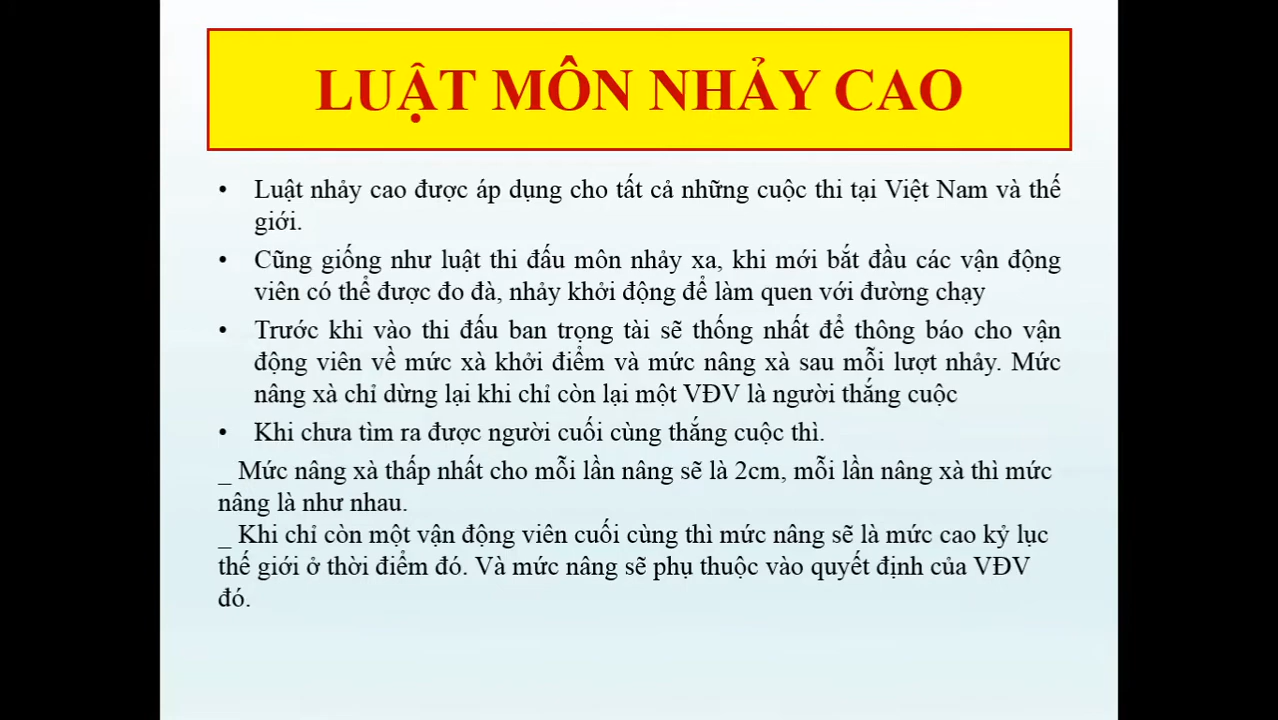 LUẬT MÔN NHẢY CAO
• Luật nhảy cao được áp dụng cho tất cả những cuộc thi tại Việt Nam và thế
giới.
• Cũng giống như luật thi đấu môn nhảy xa, khi mới bắt đầu các vận động
viên có thể được đo đà, nhảy khởi động để làm quen với đường chạy
• Trước khi vào thi đấu ban trọng tài sẽ thống nhất để thông báo cho vận
động viên về mức xà khởi điểm và mức nâng xà sau mỗi lượt nhảy. Mức
nâng xà chỉ dừng lại khi chỉ còn lại một VĐV là người thắng cuộc
• Khi chưa tìm ra được người cuối cùng thắng cuộc thì.
_ Mức nâng xà thấp nhất cho mỗi lần nâng sẽ là 2cm, mỗi lần nâng xà thì mức
nâng là như nhau.
_ Khi chỉ còn một vận động viên cuối cùng thì mức nâng sẽ là mức cao kỷ lục
thế giới ở thời điểm đó. Và mức nâng sẽ phụ thuộc vào quyết định của VĐV
đó.